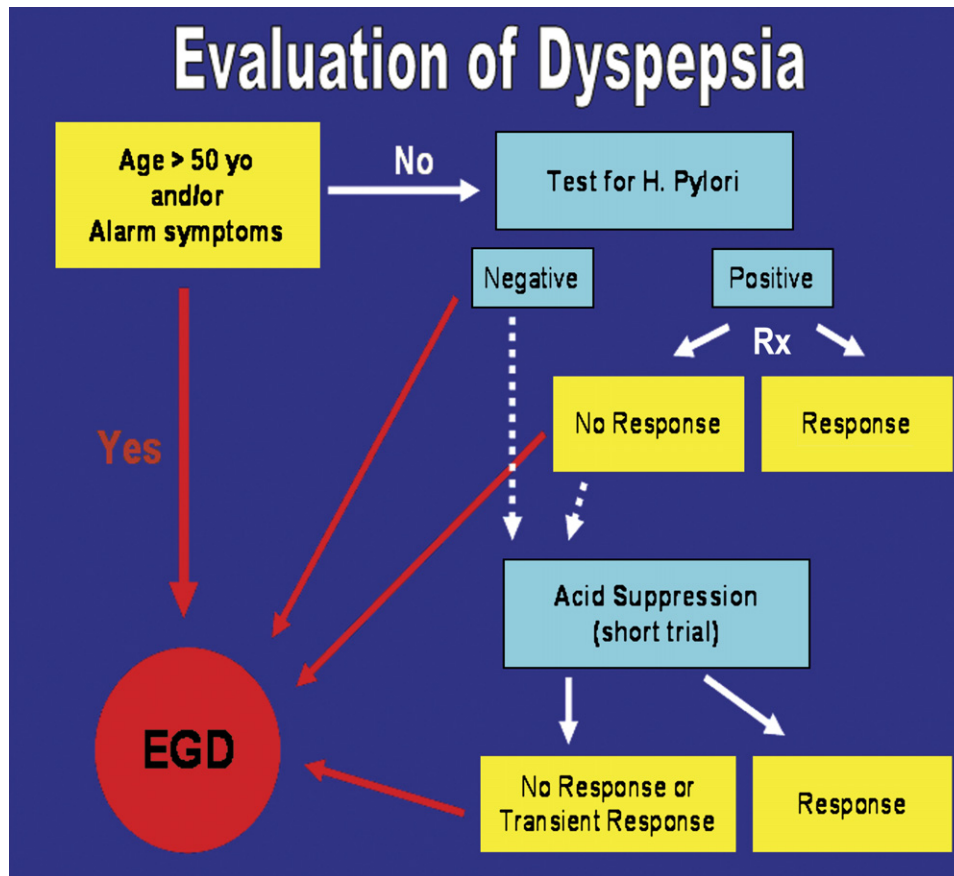 Evaluation of Dyspepsia
Age > 50 yo
and/or
Alarm symptoms
No
Test for H. Pylori
Negative
Positive
Rx
No Response
Response
Yes
Acid Suppression
(short trial)
EGD
No Response or
Transient Response
Response